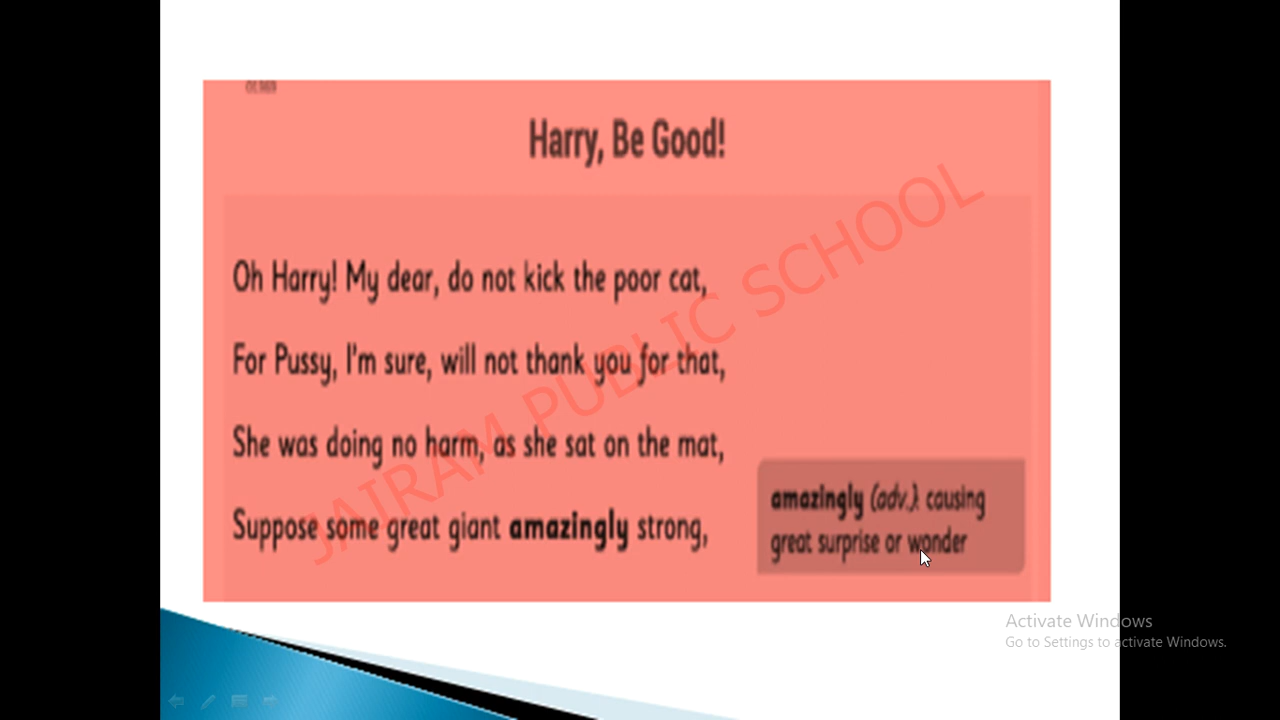 Harry, Be Good!
Oh Harry! My dear, do not kick the poor cat,
For Pussy, I'm sure, will not thank you for that,
She was doing no harm, as she sat on the mat,
Suppose some great giant amazingly strong,
amazingly (adv.): causing
great surprise or wonder
JAIRAM PUBLIC SCHOOL
Activate Windows
Go to Settings to activate Windows.